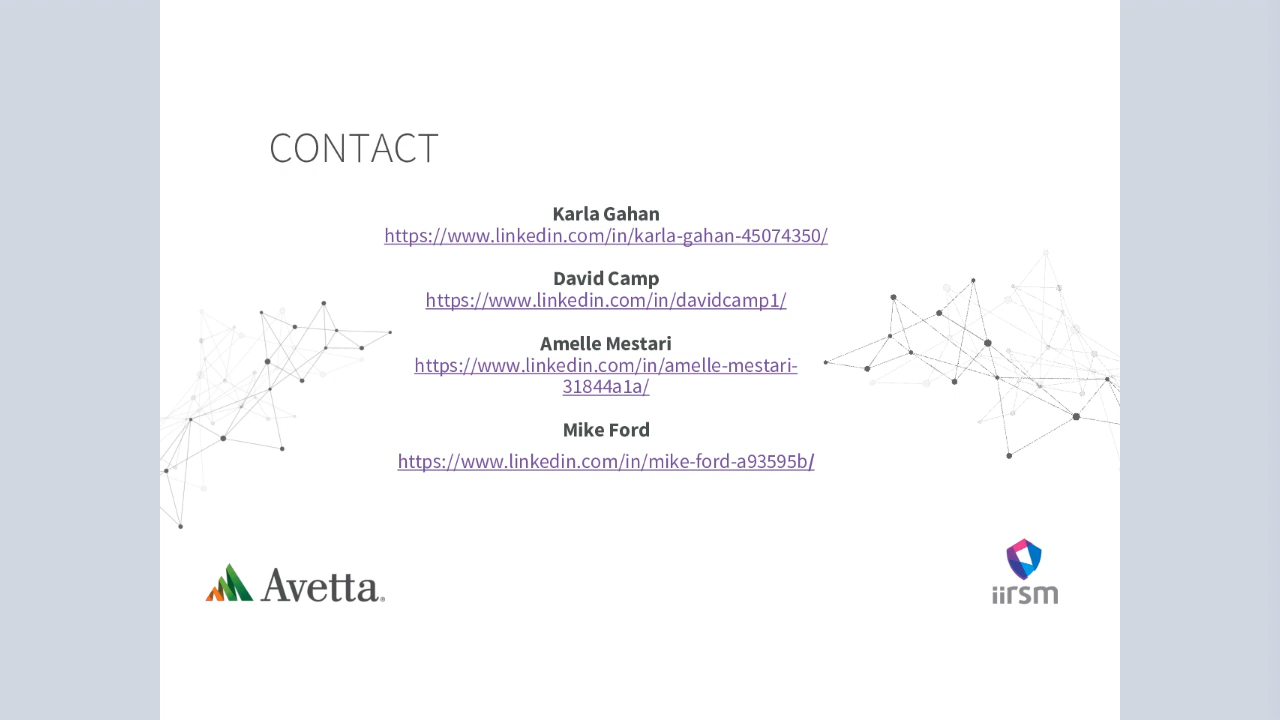 CONTACT
Karla Gahan
https://www.linkedin.com/in/karla-gahan-45074350/
David Camp
https://www.linkedin.com/in/davidcamp1/
Amelle Mestari
https://www.linkedin.com/in/amelle-mestari-
31844a1a/
Mike Ford
https://www.linkedin.com/in/mike-ford-a93595b/
Avetta®
iirsm